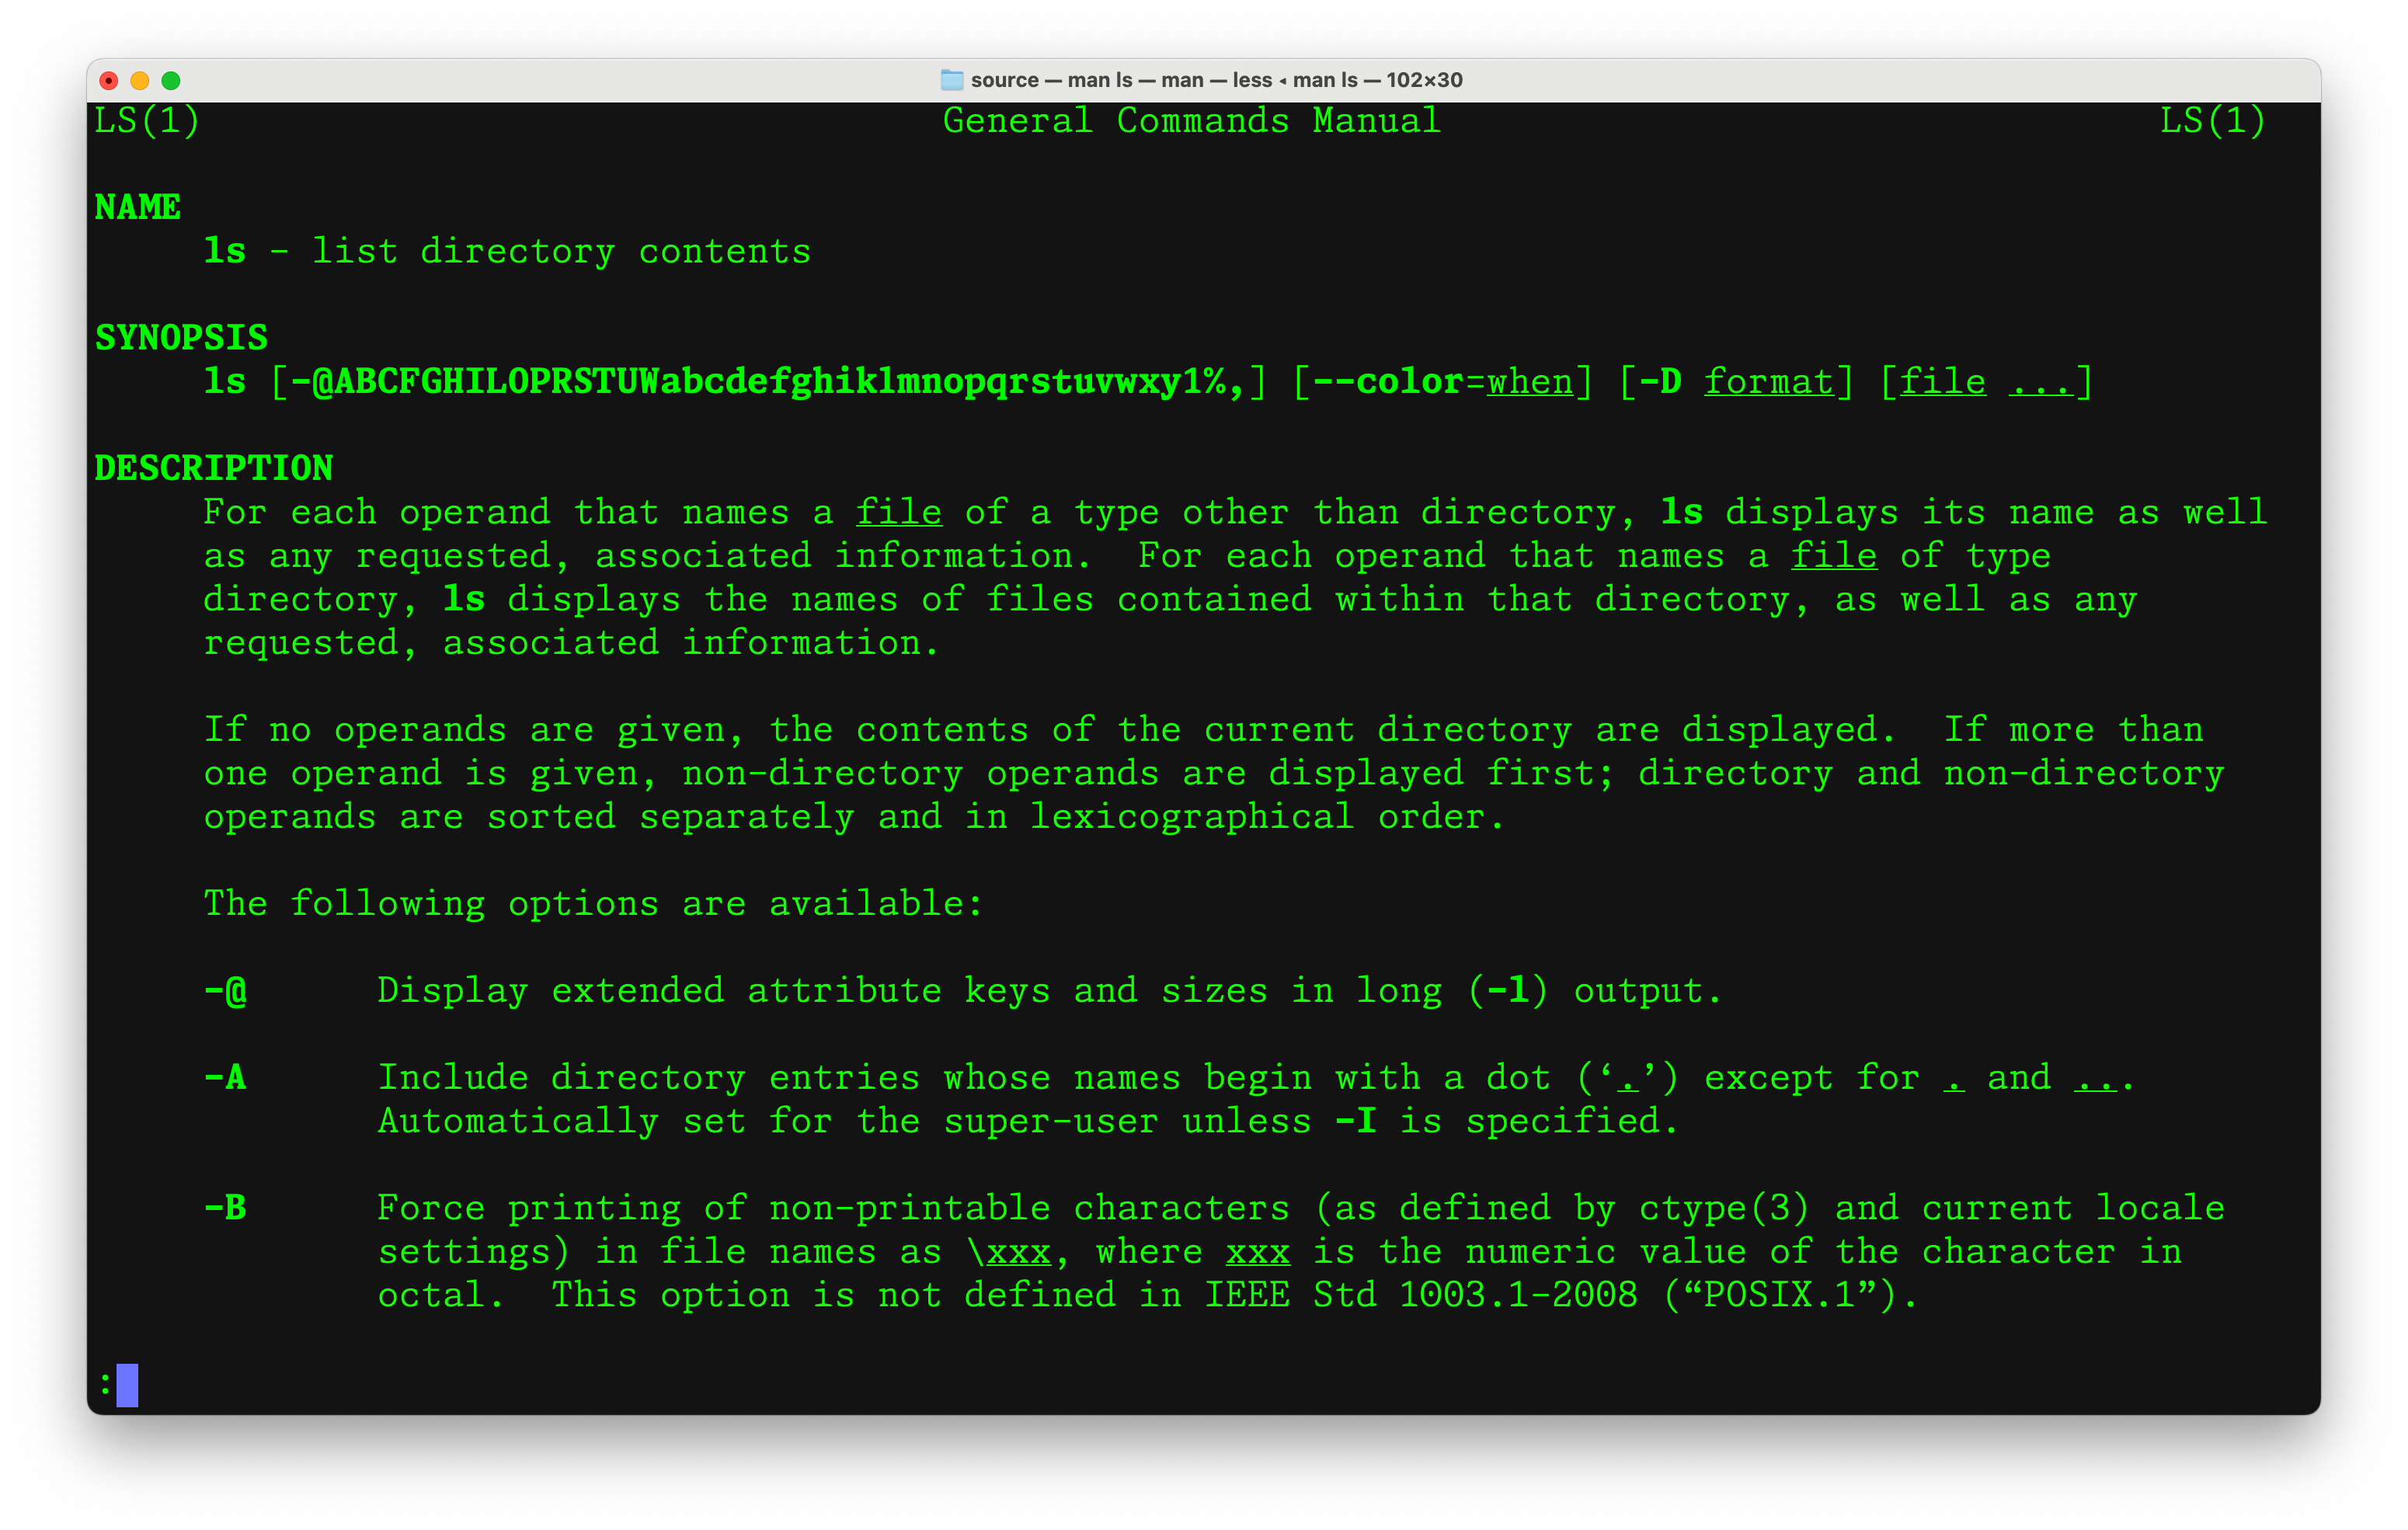 source — man ls — man — less ◂ man ls — 102×30
LS(1) General Commands Manual LS(1)
NAME
ls – list directory contents
SYNOPSIS
ls [-@ABCFGHILOPRSTUWabcdefghiklmnopqrstuvwxy1%,] [--color=when] [-D format] [file ...]
DESCRIPTION
For each operand that names a file of a type other than directory, ls displays its name as well
as any requested, associated information.  For each operand that names a file of type
directory, ls displays the names of files contained within that directory, as well as any
requested, associated information.
If no operands are given, the contents of the current directory are displayed.  If more than
one operand is given, non-directory operands are displayed first; directory and non-directory
operands are sorted separately and in lexicographical order.
The following options are available:
-@ Display extended attribute keys and sizes in long (-l) output.
-A Include directory entries whose names begin with a dot (‘.’) except for . and ...
Automatically set for the super-user unless -I is specified.
-B Force printing of non-printable characters (as defined by ctype(3) and current locale
settings) in file names as \xxx, where xxx is the numeric value of the character in
octal.  This option is not defined in IEEE Std 1003.1-2008 (“POSIX.1”).
: